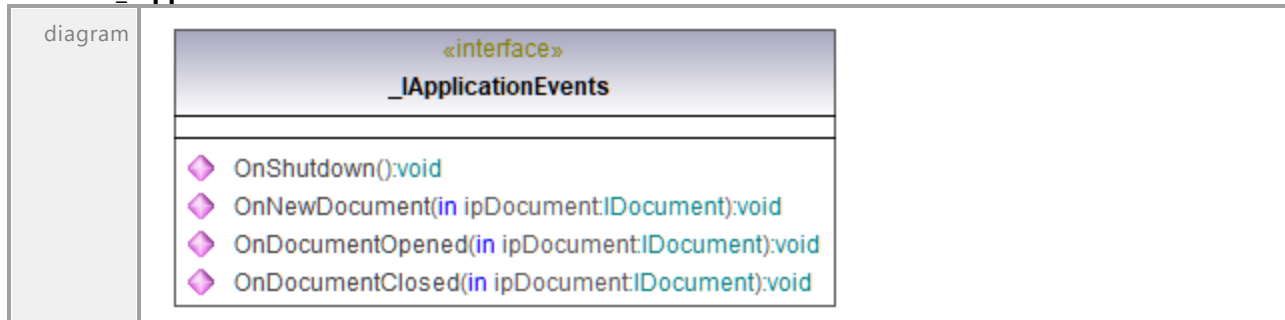 diagram
«interface»
_IApplicationEvents
OnShutdown():void
OnNewDocument(in ipDocument:IDocument):void
OnDocumentOpened(in ipDocument:IDocument):void
OnDocumentClosed(in ipDocument:IDocument):void